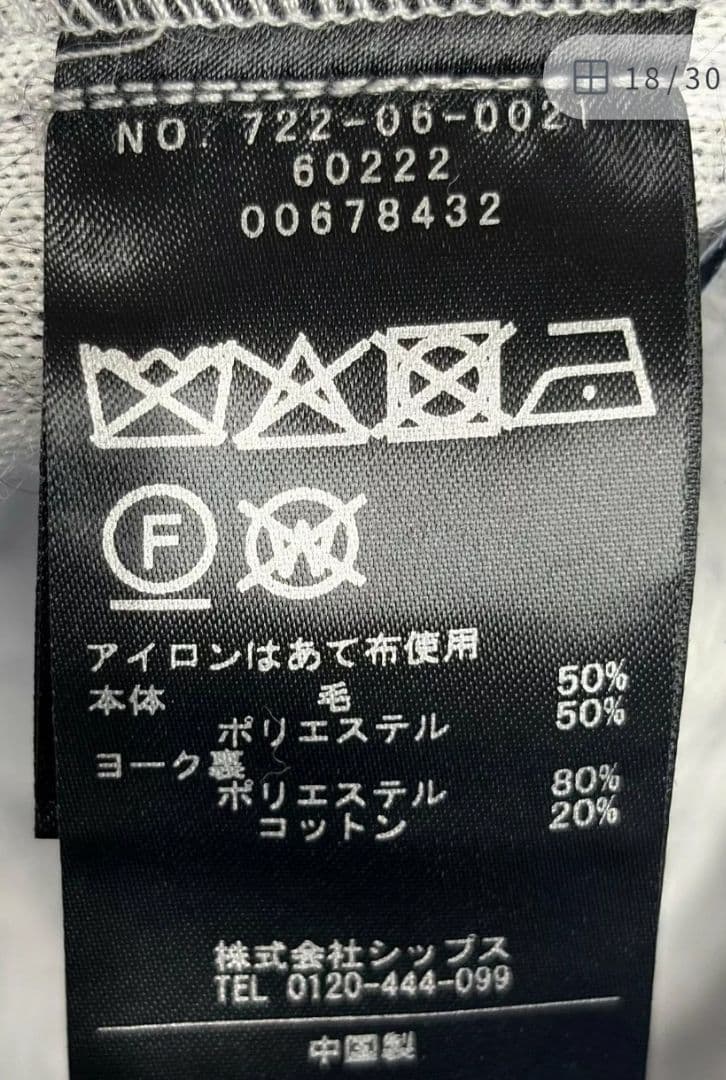 18/30
NO. 722-06-0021
60222
00678432
F
W
アイロンはあて布使用
本体 毛 50%
ポリエステル 50%
ヨーク裏
ポリエステル 80%
コットン 20%
株式会社シップス
TEL 0120-444-099
中国製